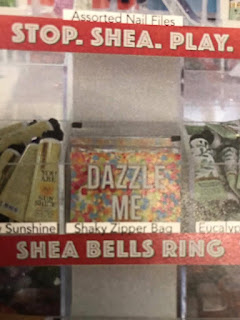 Assorted Nail Files
STOP. SHEA. PLAY.
DAZZLE
ME
Sunshine
Shaky Zipper Bag
Eucalyp
SHEA BELLS RING